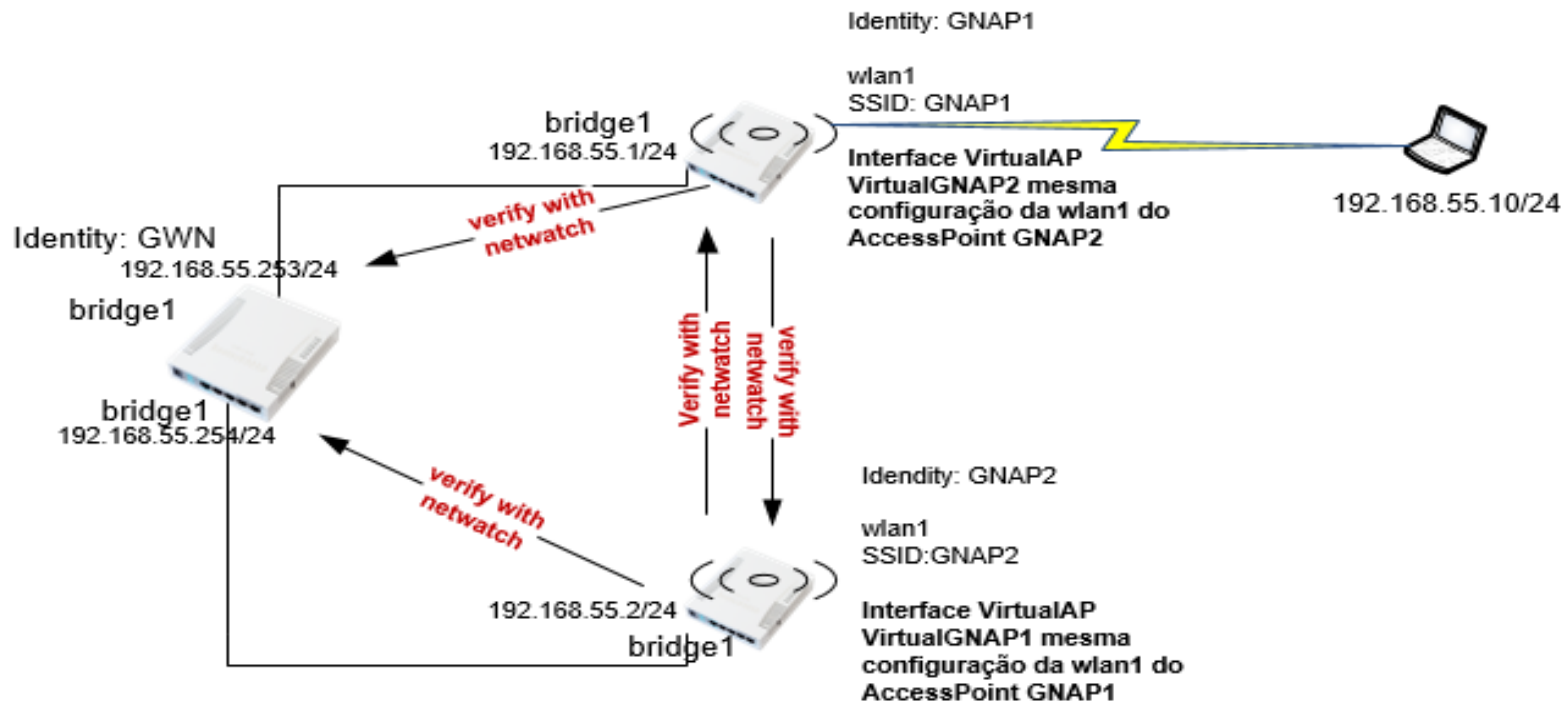 Identity: GNAP1
wlan1
SSID: GNAP1
Interface VirtualAP
VirtualGNAP2 mesma
configuração da wlan1 do
AccessPoint GNAP2
bridge1
192.168.55.1/24
192.168.55.10/24
verify with
netwatch
Identity: GWN
192.168.55.253/24
bridge1
bridge1
192.168.55.254/24
Verify with
netwatch
verify with
netwatch
verify with
netwatch
Idendity: GNAP2
wlan1
SSID:GNAP2
Interface VirtualAP
VirtualGNAP1 mesma
configuração da wlan1 do
AccessPoint GNAP1
192.168.55.2/24
bridge1